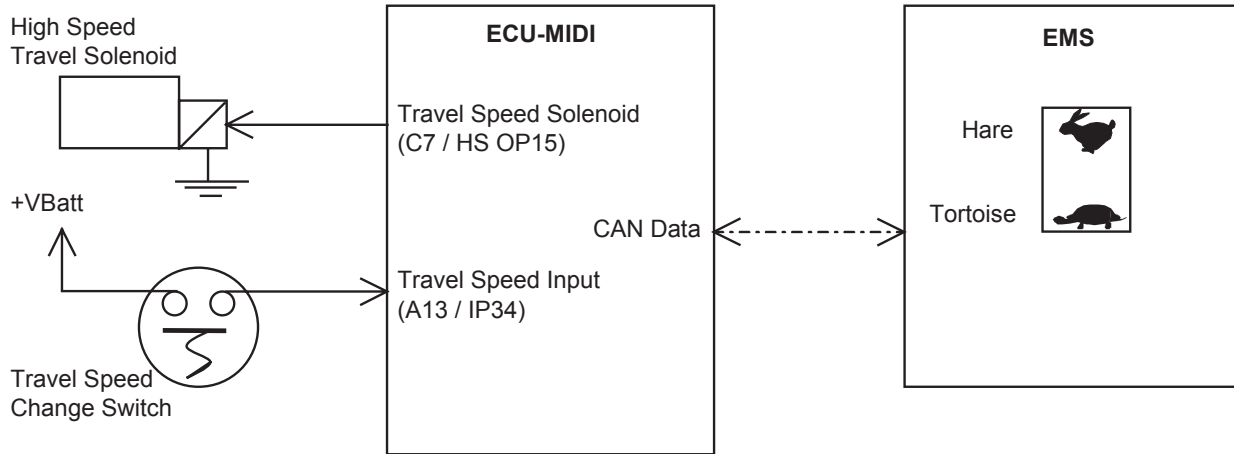 High Speed
Travel Solenoid
ECU-MIDI
EMS
Travel Speed Solenoid
(C7 / HS OP15)
Hare
+VBatt
Tortoise
CAN Data
Travel Speed Input
(A13 / IP34)
Travel Speed
Change Switch